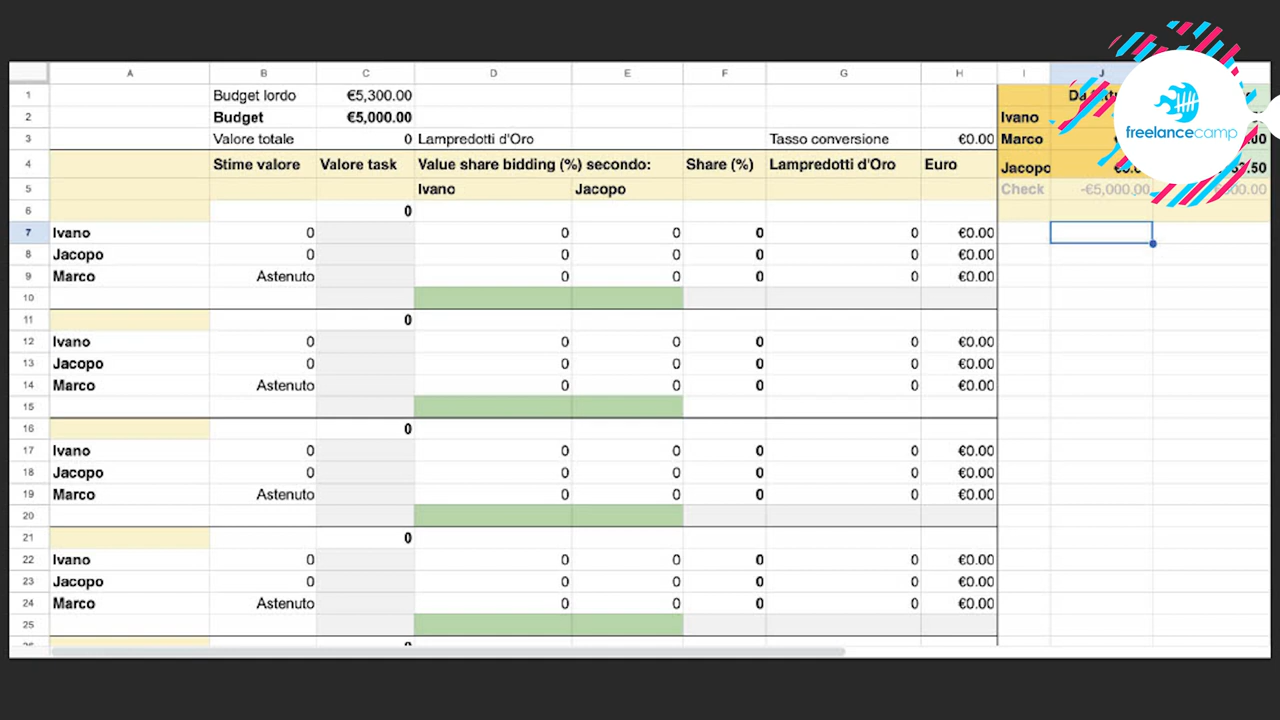 A B C D E F G H I J
1 Budget lordo €5,300.00
2 Budget €5,000.00 Ivano
3 Valore totale 0 Lampredotti d'Oro Tasso conversione €0.00 Marco
4 Stime valore Valore task Value share bidding (%) secondo: Share (%) Lampredotti d'Oro Euro Jacopo
5 Ivano Jacopo Check -€5,000.00
6 0
7 Ivano 0 0 0 0 0 €0.00
8 Jacopo 0 0 0 0 0 €0.00
9 Marco Astenuto 0 0 0 0 €0.00
10
11 0
12 Ivano 0 0 0 0 0 €0.00
13 Jacopo 0 0 0 0 0 €0.00
14 Marco Astenuto 0 0 0 0 €0.00
15
16 0
17 Ivano 0 0 0 0 0 €0.00
18 Jacopo 0 0 0 0 0 €0.00
19 Marco Astenuto 0 0 0 0 €0.00
20
21 0
22 Ivano 0 0 0 0 0 €0.00
23 Jacopo 0 0 0 0 0 €0.00
24 Marco Astenuto 0 0 0 0 €0.00
25
freelancecamp